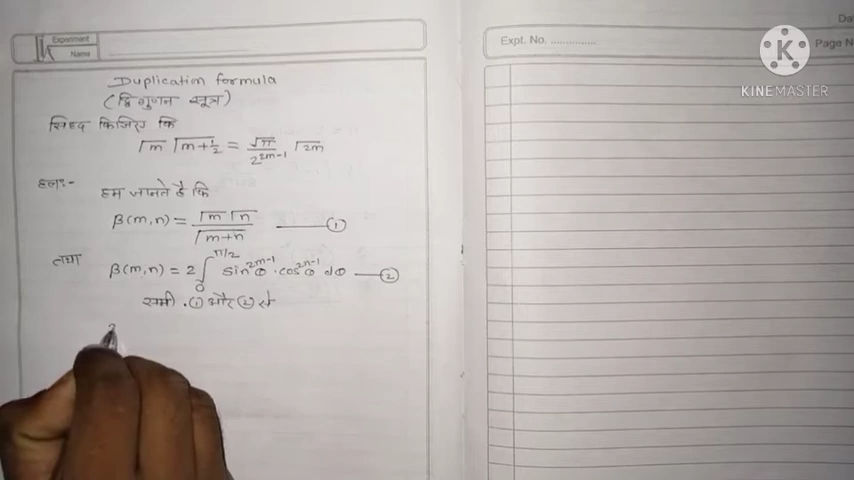 Experiment
Name
Duplication formula
(द्विगुणन सूत्र)
सिद्ध किजिए कि
Γm Γm+1/2 = √π/2^(2m-1) Γ2m
हल:-
हम जानते है कि
β(m,n) = Γm Γn / Γm+n ——— ①
तथा
β(m,n) = 2 ∫₀^(π/2) sin^(2m-1)θ · cos^(2n-1)θ dθ —— ②
समी. ① और ② से
Expt. No. ...............
Da
Page N
K
KINEMASTER